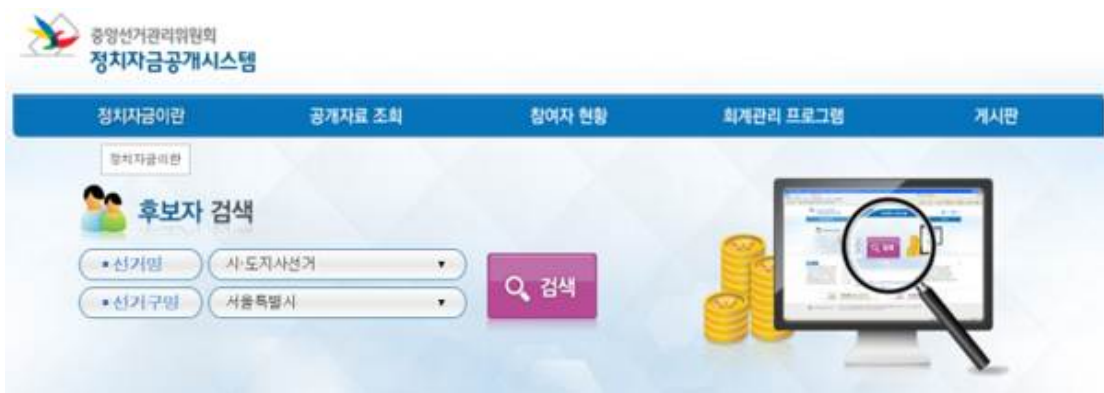 중앙선거관리위원회
정치자금공개시스템
정치자금이란 공개자료 조회 참여자 현황 회계관리 프로그램 게시판
정치자금이란
후보자 검색
선거명 시·도지사선거 검색
선거구명 서울특별시
검색